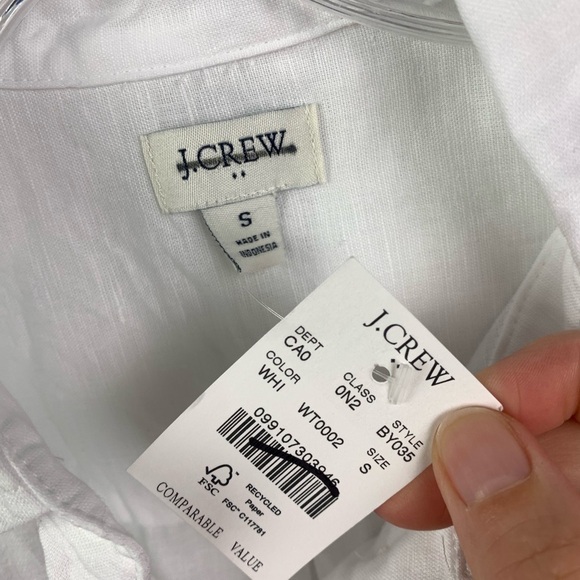 J.CREW
S
MADE IN
INDONESIA
J.CREW
DEPT CLASS STYLE
CA0 0N2 BY035
COLOR SIZE
WHI WT0002 S
099107303946
FSC
RECYCLED
Paper
FSC® C117781
COMPARABLE VALUE